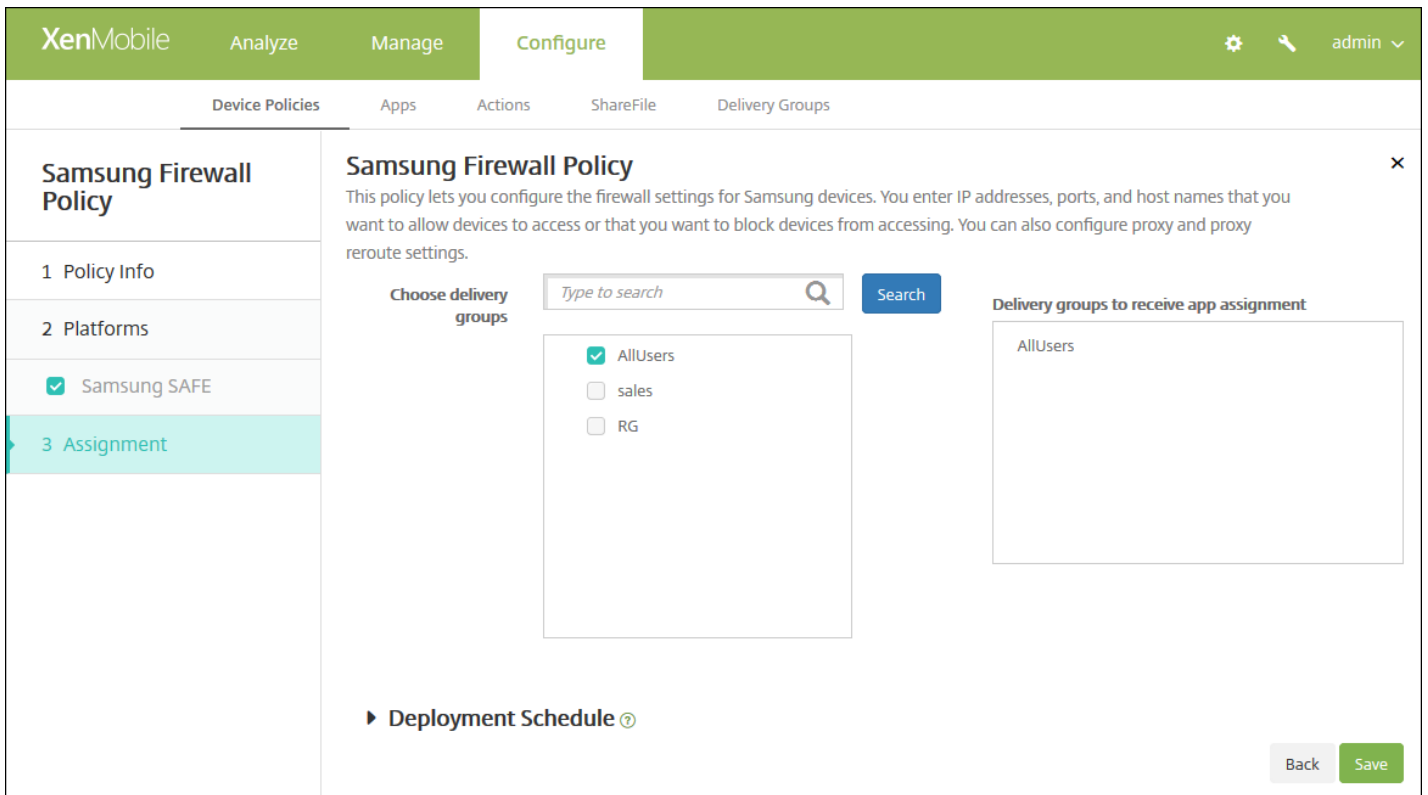 XenMobile Analyze Manage Configure admin
Device Policies Apps Actions ShareFile Delivery Groups
Samsung Firewall
Policy
1 Policy Info
2 Platforms
Samsung SAFE
3 Assignment
Samsung Firewall Policy
This policy lets you configure the firewall settings for Samsung devices. You enter IP addresses, ports, and host names that you
want to allow devices to access or that you want to block devices from accessing. You can also configure proxy and proxy
reroute settings.
Choose delivery
groups
Type to search
Search
AllUsers
sales
RG
Delivery groups to receive app assignment
AllUsers
Deployment Schedule ?
Back Save